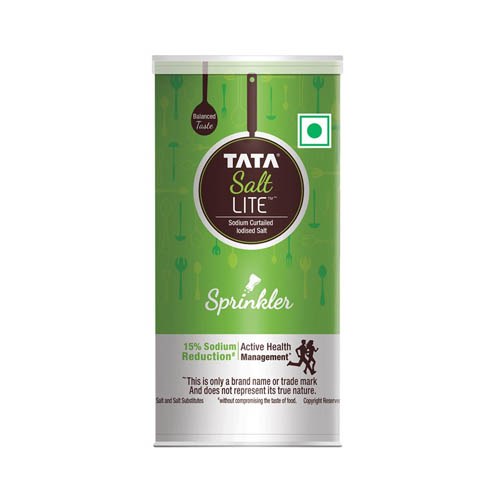 Balanced
Taste
TATA®
Salt
LITE™
Sodium Curtailed
Iodised Salt
Sprinkler
15% Sodium Reduction#
Active Health Management*
™This is only a brand name or trade mark
And does not represent its true nature.
Salt and Salt Substitutes #without compromising the taste of food. Copyright Reserved